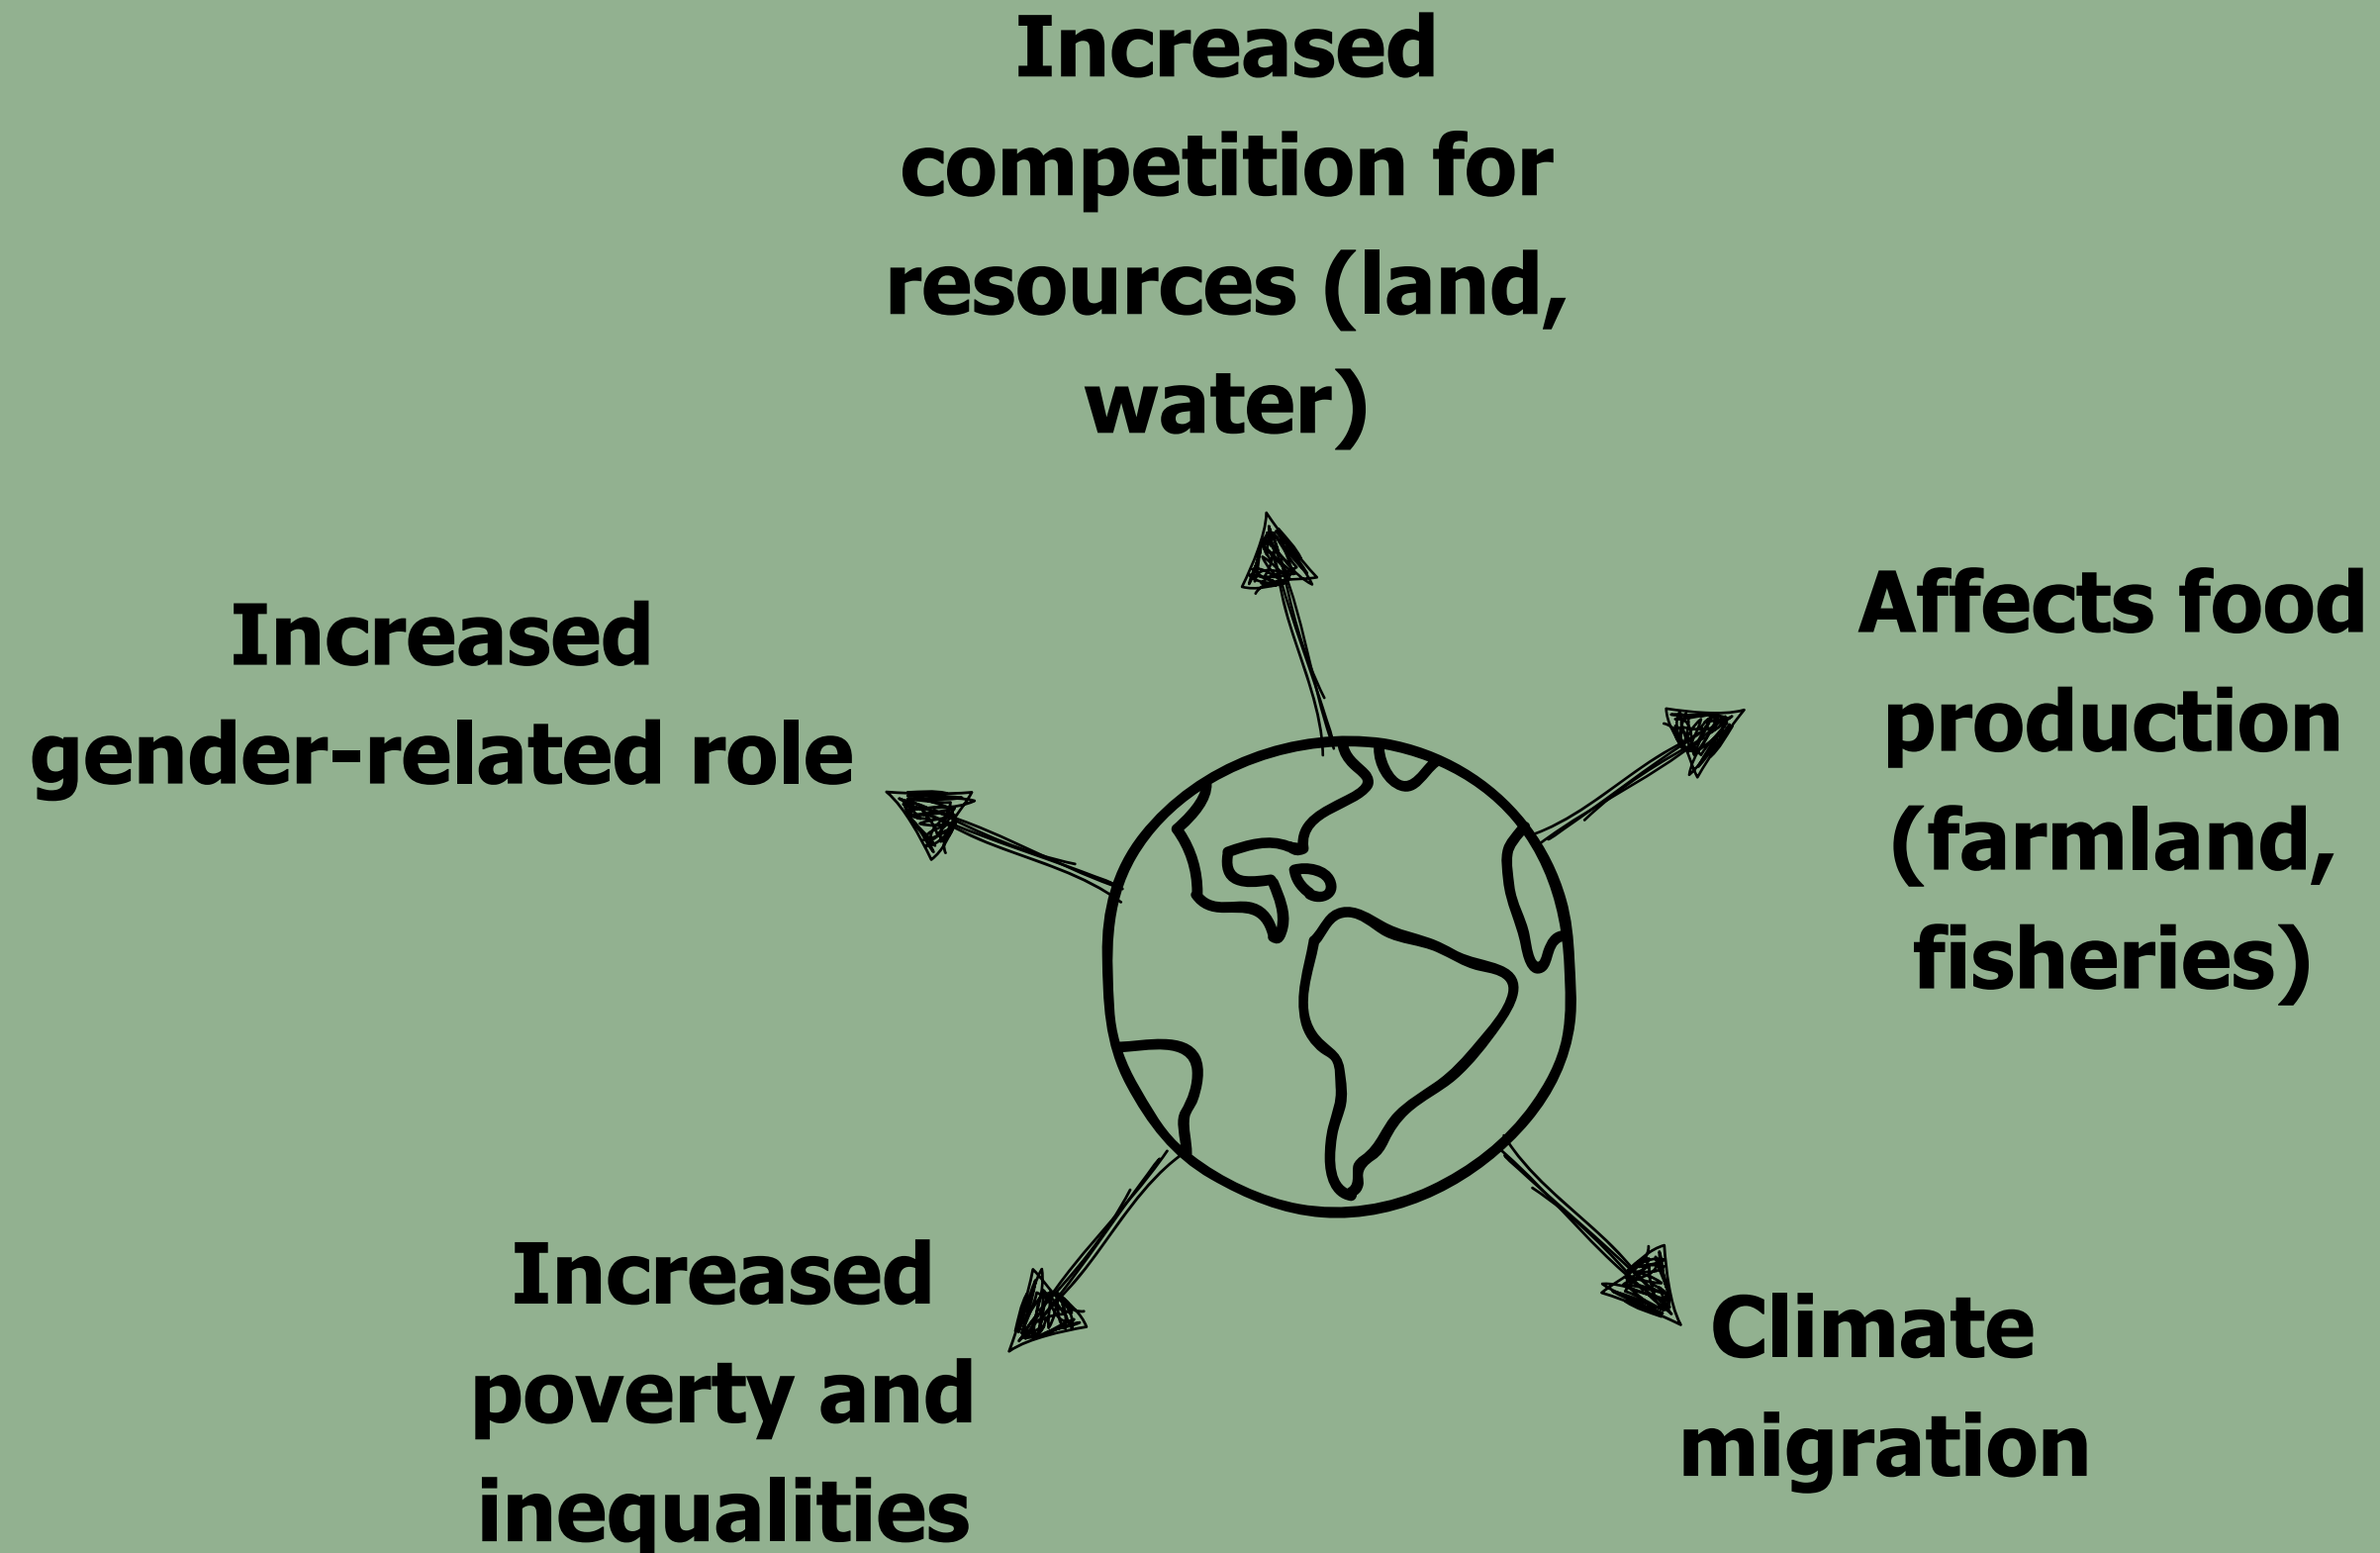 Increased
competition for
resources (land,
water)
Increased
gender-related role
Affects food
production
(farmland,
fisheries)
Increased
poverty and
inequalities
Climate
migration